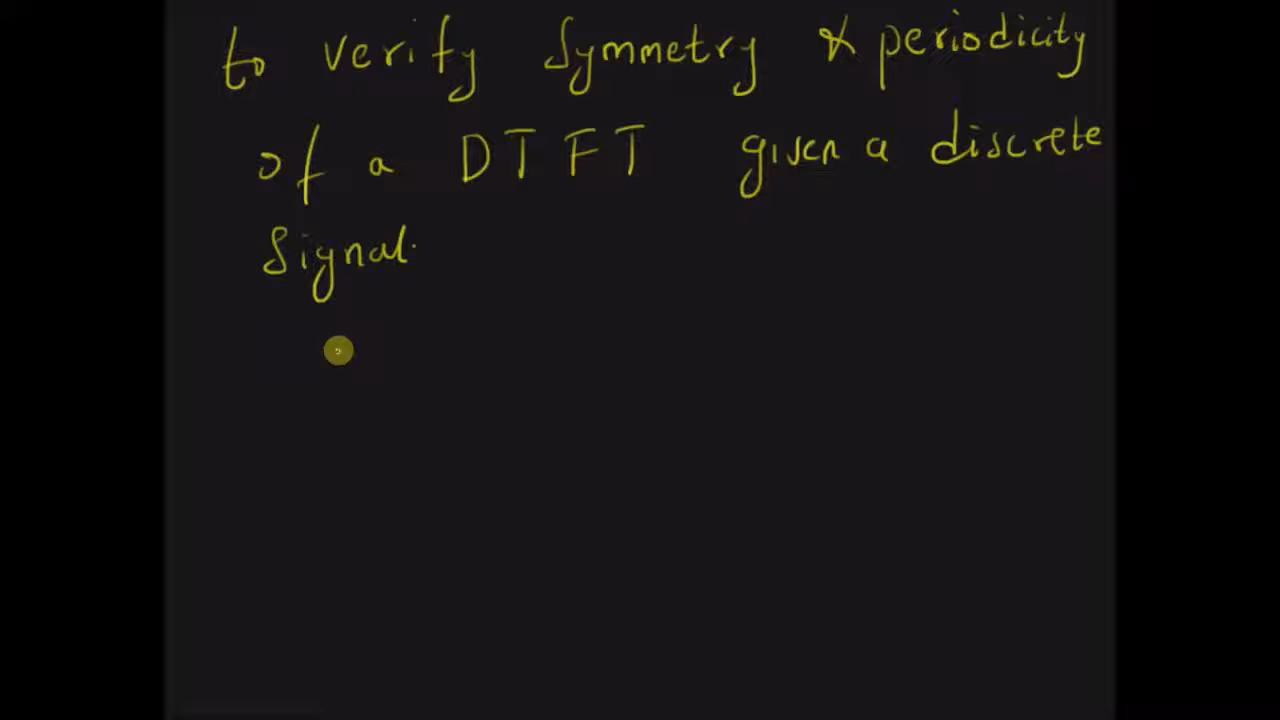 to verify Symmetry & periodicity
of a DTFT given a discrete
Signal.